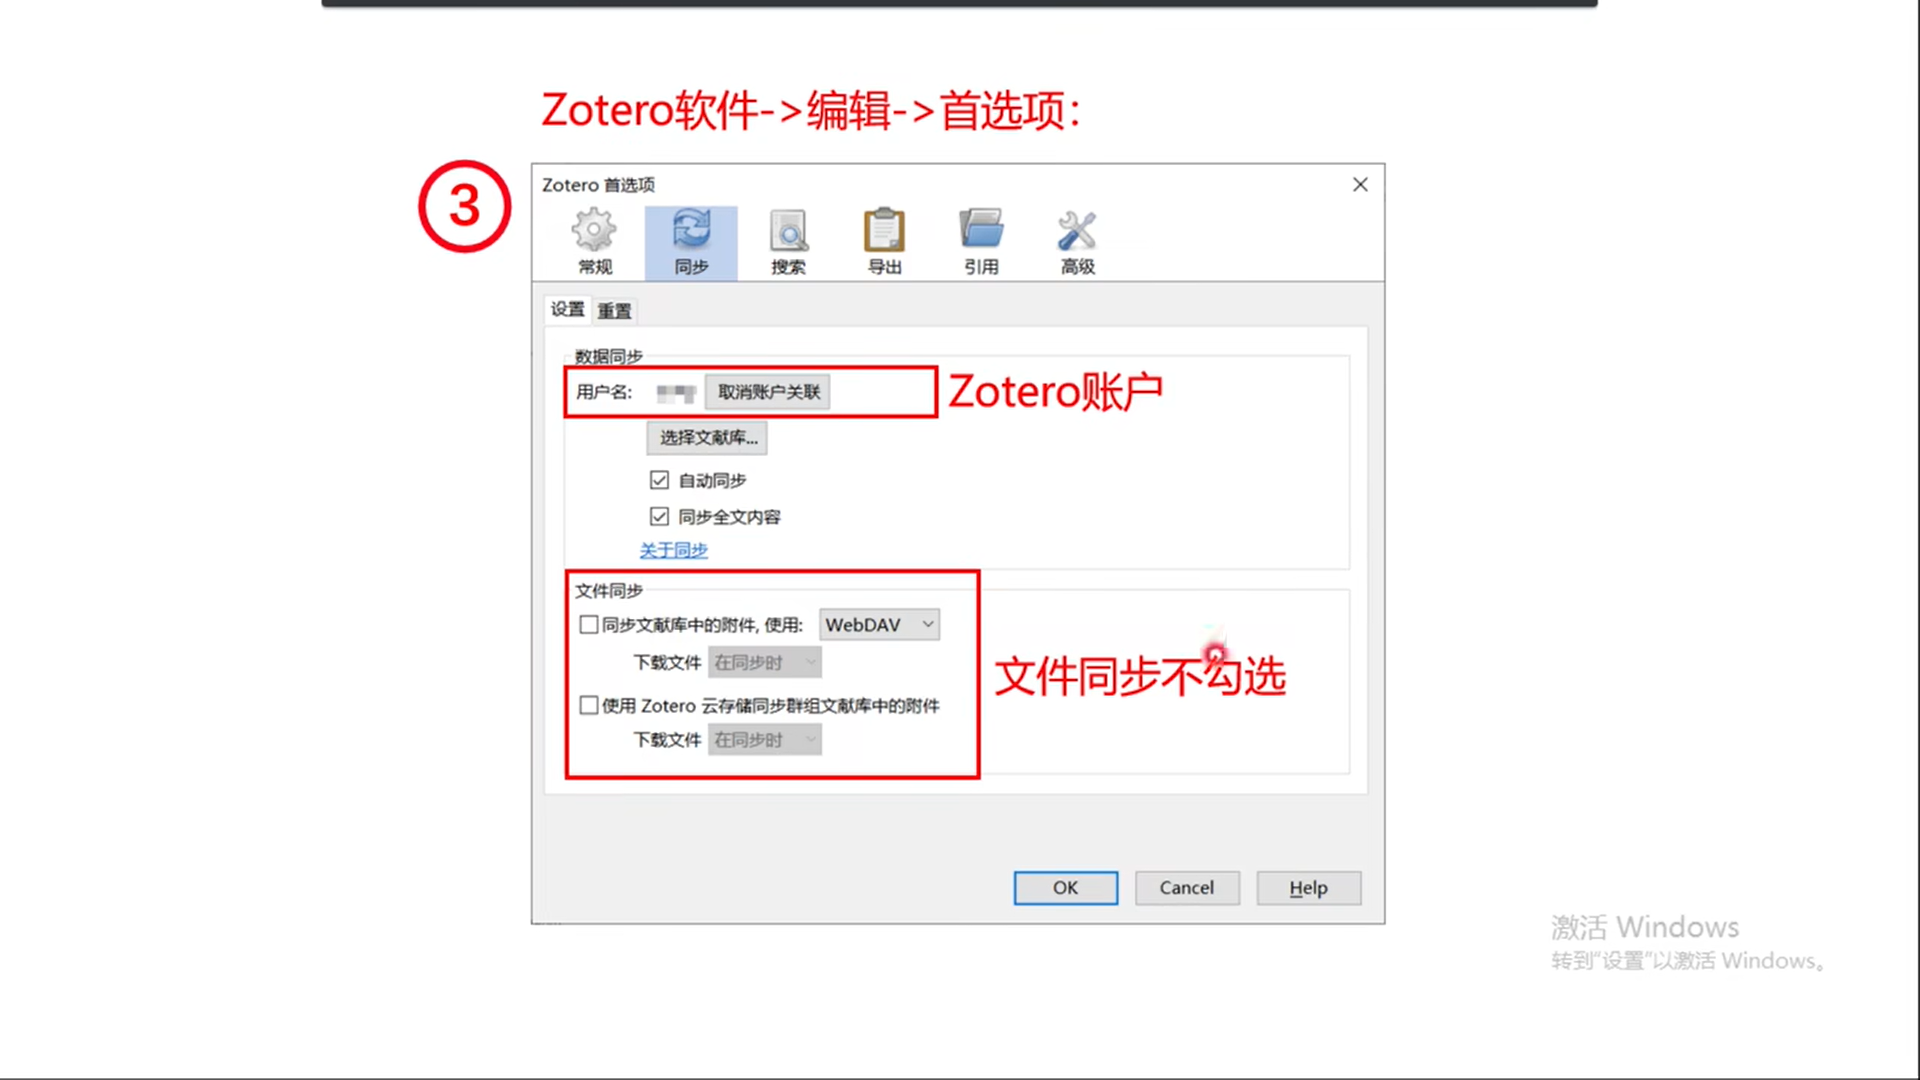 Zotero软件->编辑->首选项：
③
Zotero 首选项
常规 同步 搜索 导出 引用 高级
设置 重置
数据同步
用户名: 取消账户关联 Zotero账户
选择文献库...
自动同步
同步全文内容
关于同步
文件同步
同步文献库中的附件, 使用: WebDAV
下载文件 在同步时
文件同步不勾选
使用 Zotero 云存储同步群组文献库中的附件
下载文件 在同步时
OK Cancel Help
激活 Windows
转到“设置”以激活 Windows。